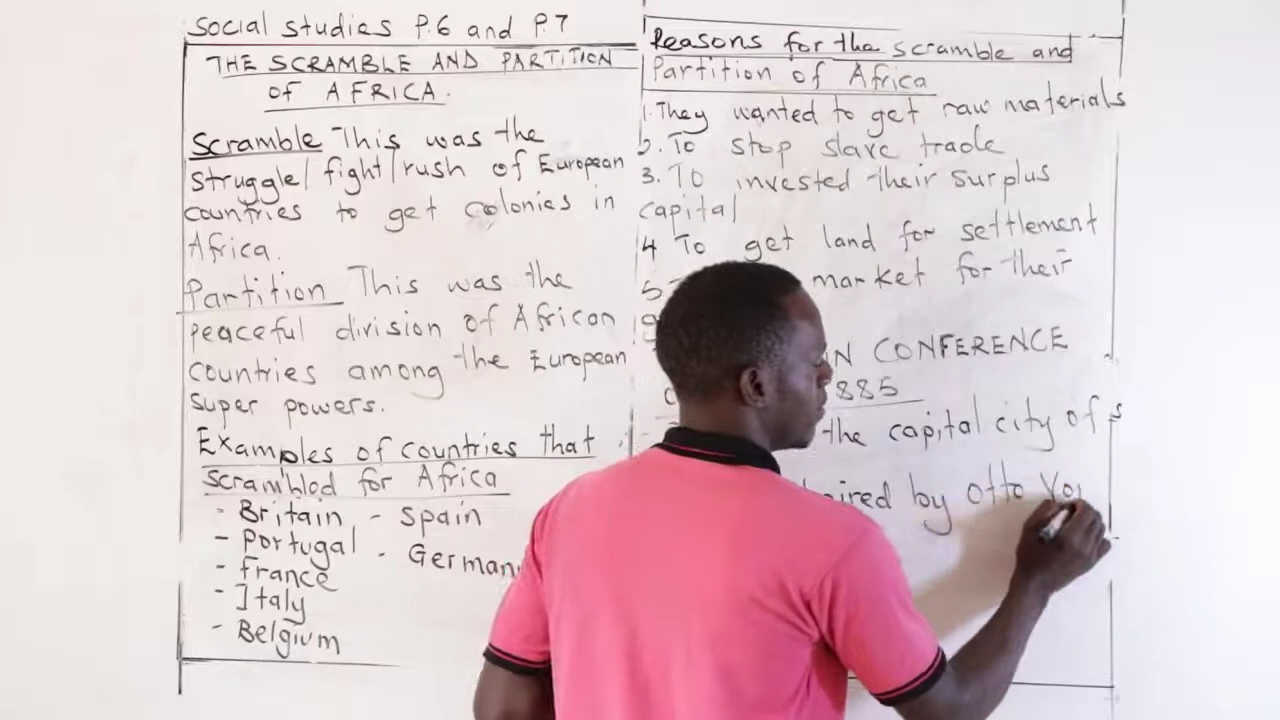 Social studies P.6 and P.7
THE SCRAMBLE AND PARTITION
OF AFRICA.
Scramble This was the
struggle/ fight/rush of European
countries to get colonies in
Africa.
Partition This was the
peaceful division of African
countries among the European
super powers.
Examples of countries that
scrambled for Africa
- Britain - Spain
- Portugal - German
- France
- Italy
- Belgium
Reasons for the scramble and
Partition of Africa
1. They wanted to get raw materials
2. To stop slave trade
3. To invested their surplus
capital
4 To get land for settlement
5 market for their
IN CONFERENCE
885
the capital city of
by Otto Vo